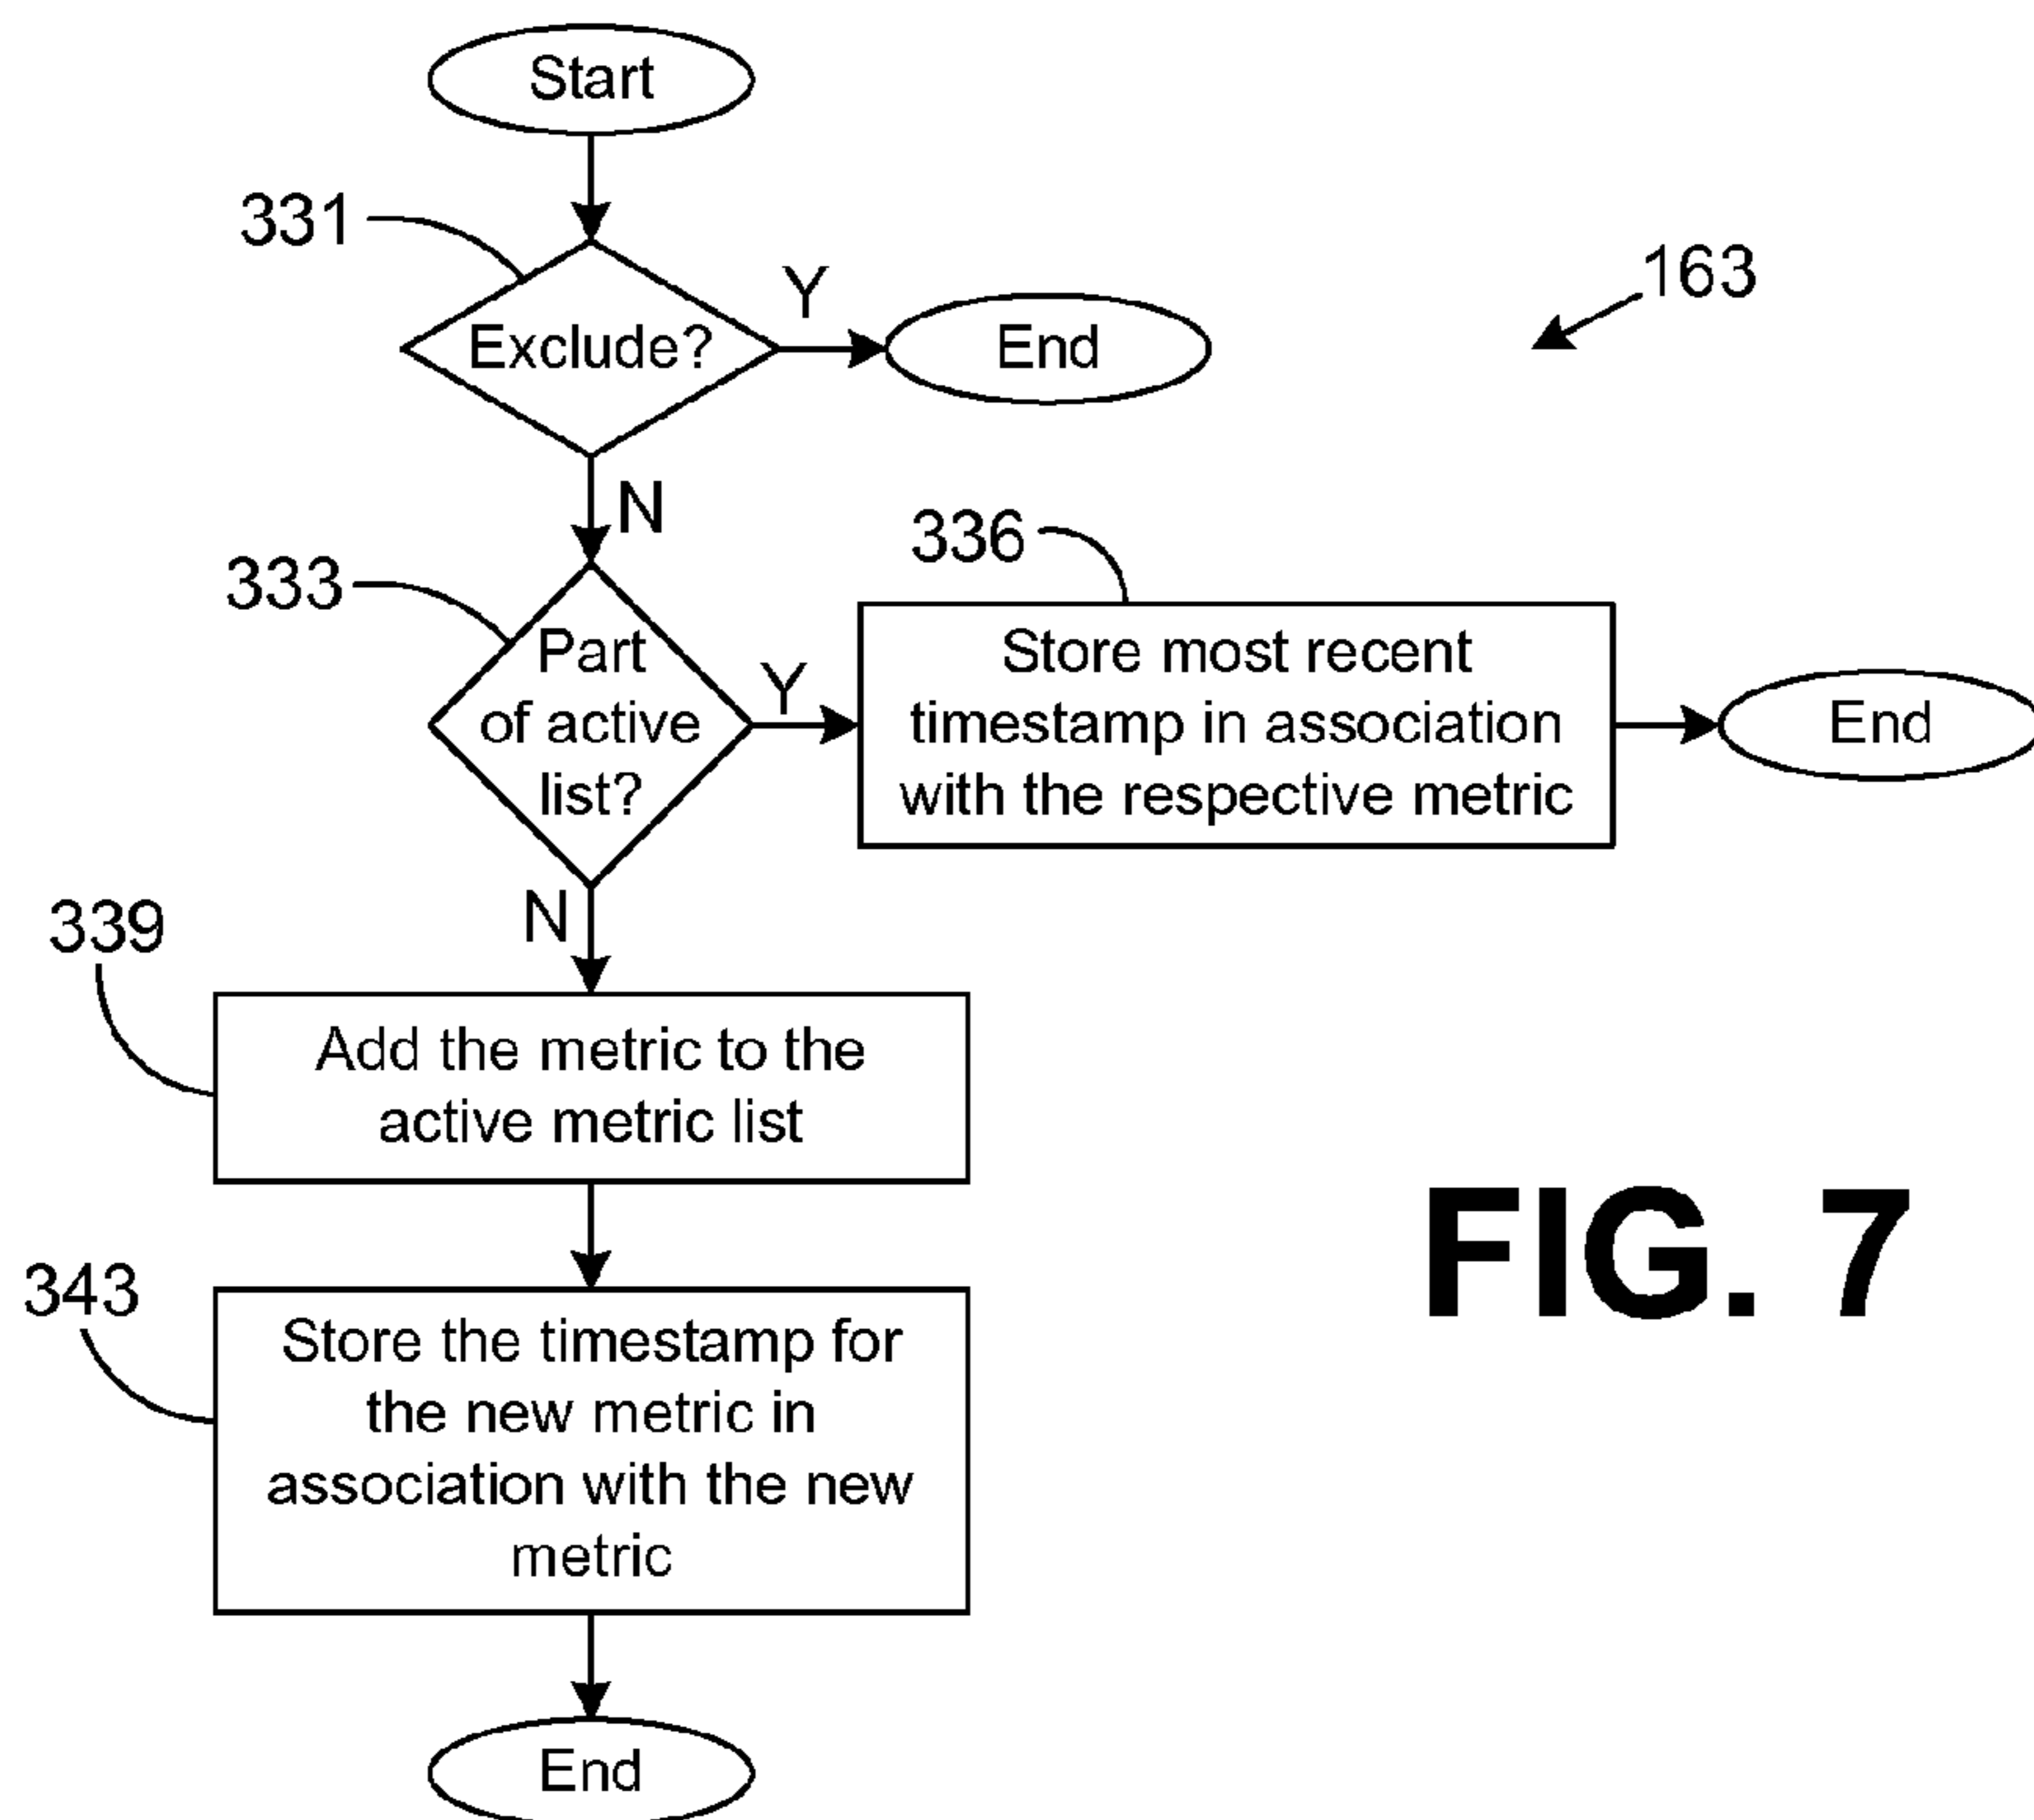 Start
331
Exclude?
Y
End
163
N
333
Part
of active
list?
Y
336
Store most recent
timestamp in association
with the respective metric
End
N
339
Add the metric to the
active metric list
343
Store the timestamp for
the new metric in
association with the new
metric
End
FIG. 7